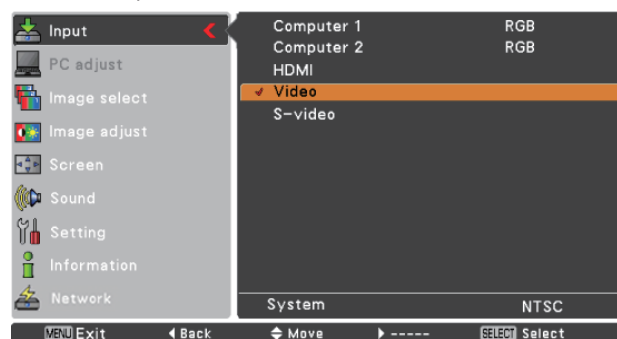 Input
PC adjust
Image select
Image adjust
Screen
Sound
Setting
Information
Network
Computer 1 RGB
Computer 2 RGB
HDMI
Video
S-video
System NTSC
MENU Exit Back Move ----- SELECT Select